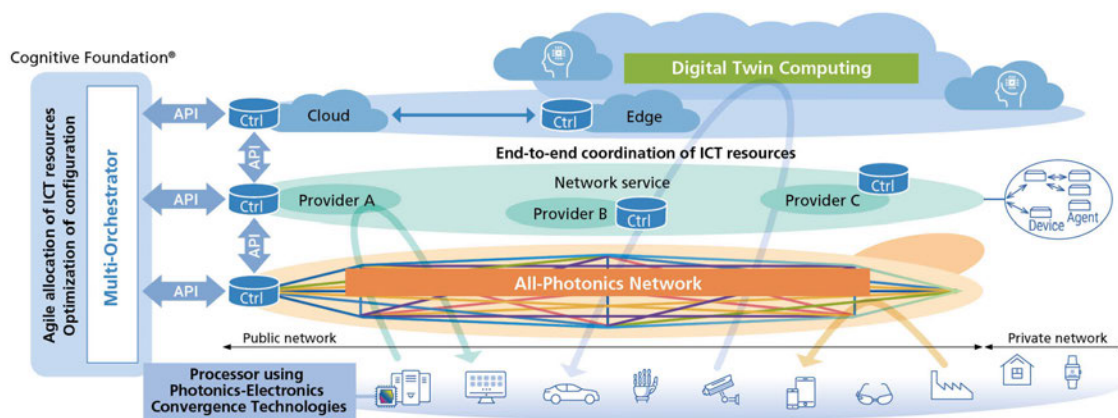 Cognitive Foundation®
Agile allocation of ICT resources
Optimization of configuration
Multi-Orchestrator
Digital Twin Computing
API
Ctrl
Cloud
Ctrl
Edge
API
End-to-end coordination of ICT resources
Network service
API
Ctrl
Provider A
Provider B
Ctrl
Provider C
Ctrl
Device
Agent
API
API
Ctrl
All-Photonics Network
Public network
Private network
Processor using
Photonics-Electronics
Convergence Technologies